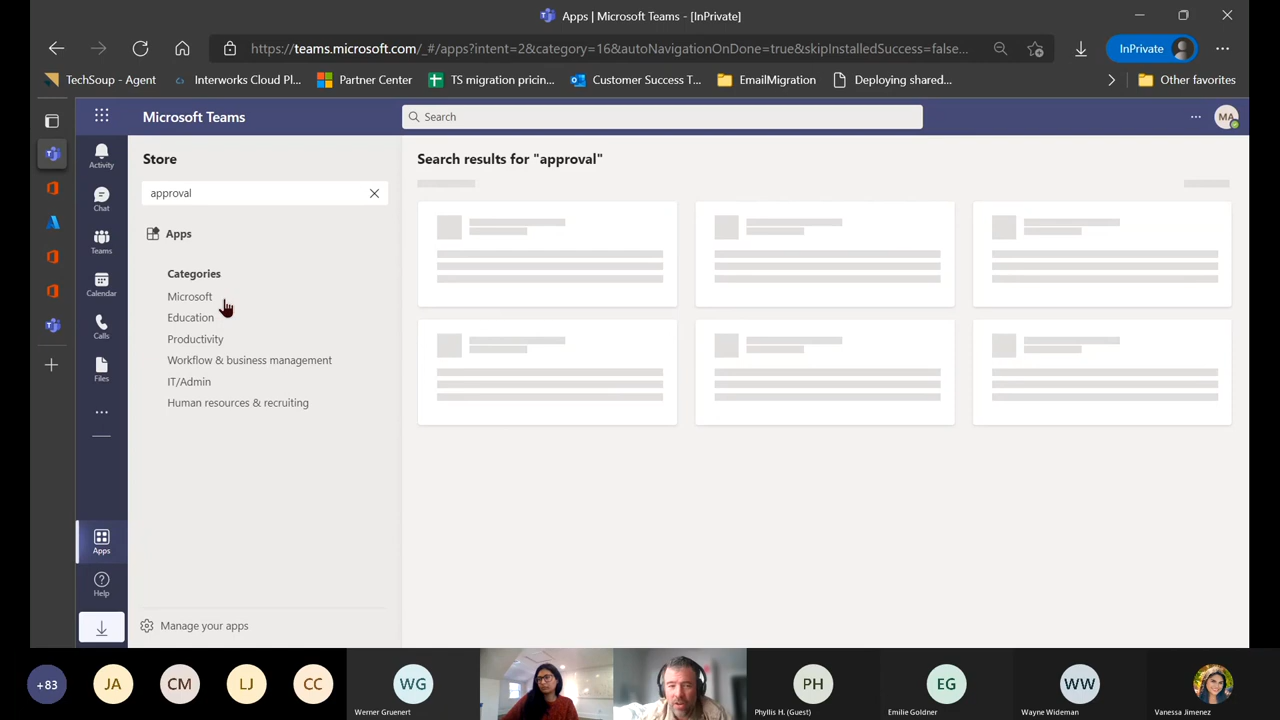 Apps | Microsoft Teams - [InPrivate]
https://teams.microsoft.com/_#/apps?intent=2&category=16&autoNavigationOnDone=true&skipInstalledSuccess=false...
InPrivate
TechSoup - Agent
Interworks Cloud Pl...
Partner Center
TS migration pricin...
Customer Success T...
EmailMigration
Deploying shared...
Other favorites
Microsoft Teams
Search
MA
Activity
Chat
Teams
Calendar
Calls
Files
Apps
Help
Store
approval
Apps
Categories
Microsoft
Education
Productivity
Workflow & business management
IT/Admin
Human resources & recruiting
Manage your apps
Search results for "approval"
+83
JA
CM
LJ
CC
WG
Werner Gruenert
PH
Phyllis H. (Guest)
EG
Emilie Goldner
WW
Wayne Wideman
Vanessa Jimenez